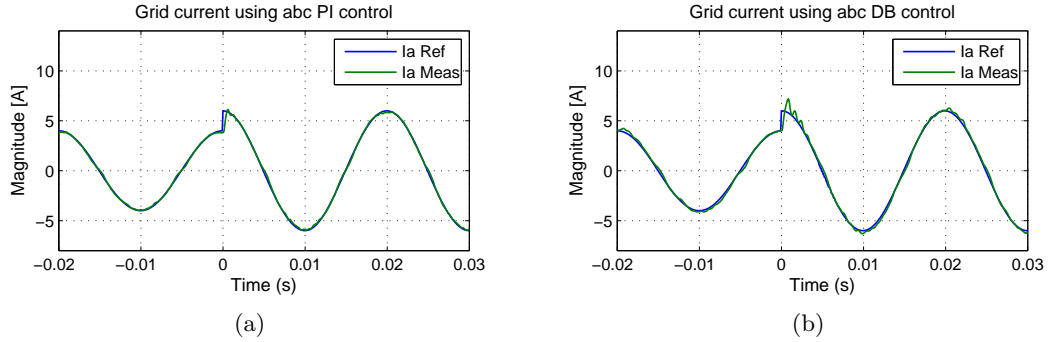 Grid current using abc PI control
Ia Ref
Ia Meas
Magnitude [A]
10
5
0
−5
−0.02 −0.01 0 0.01 0.02 0.03
Time (s)
(a)
Grid current using abc DB control
Ia Ref
Ia Meas
Magnitude [A]
10
5
0
−5
−0.02 −0.01 0 0.01 0.02 0.03
Time (s)
(b)